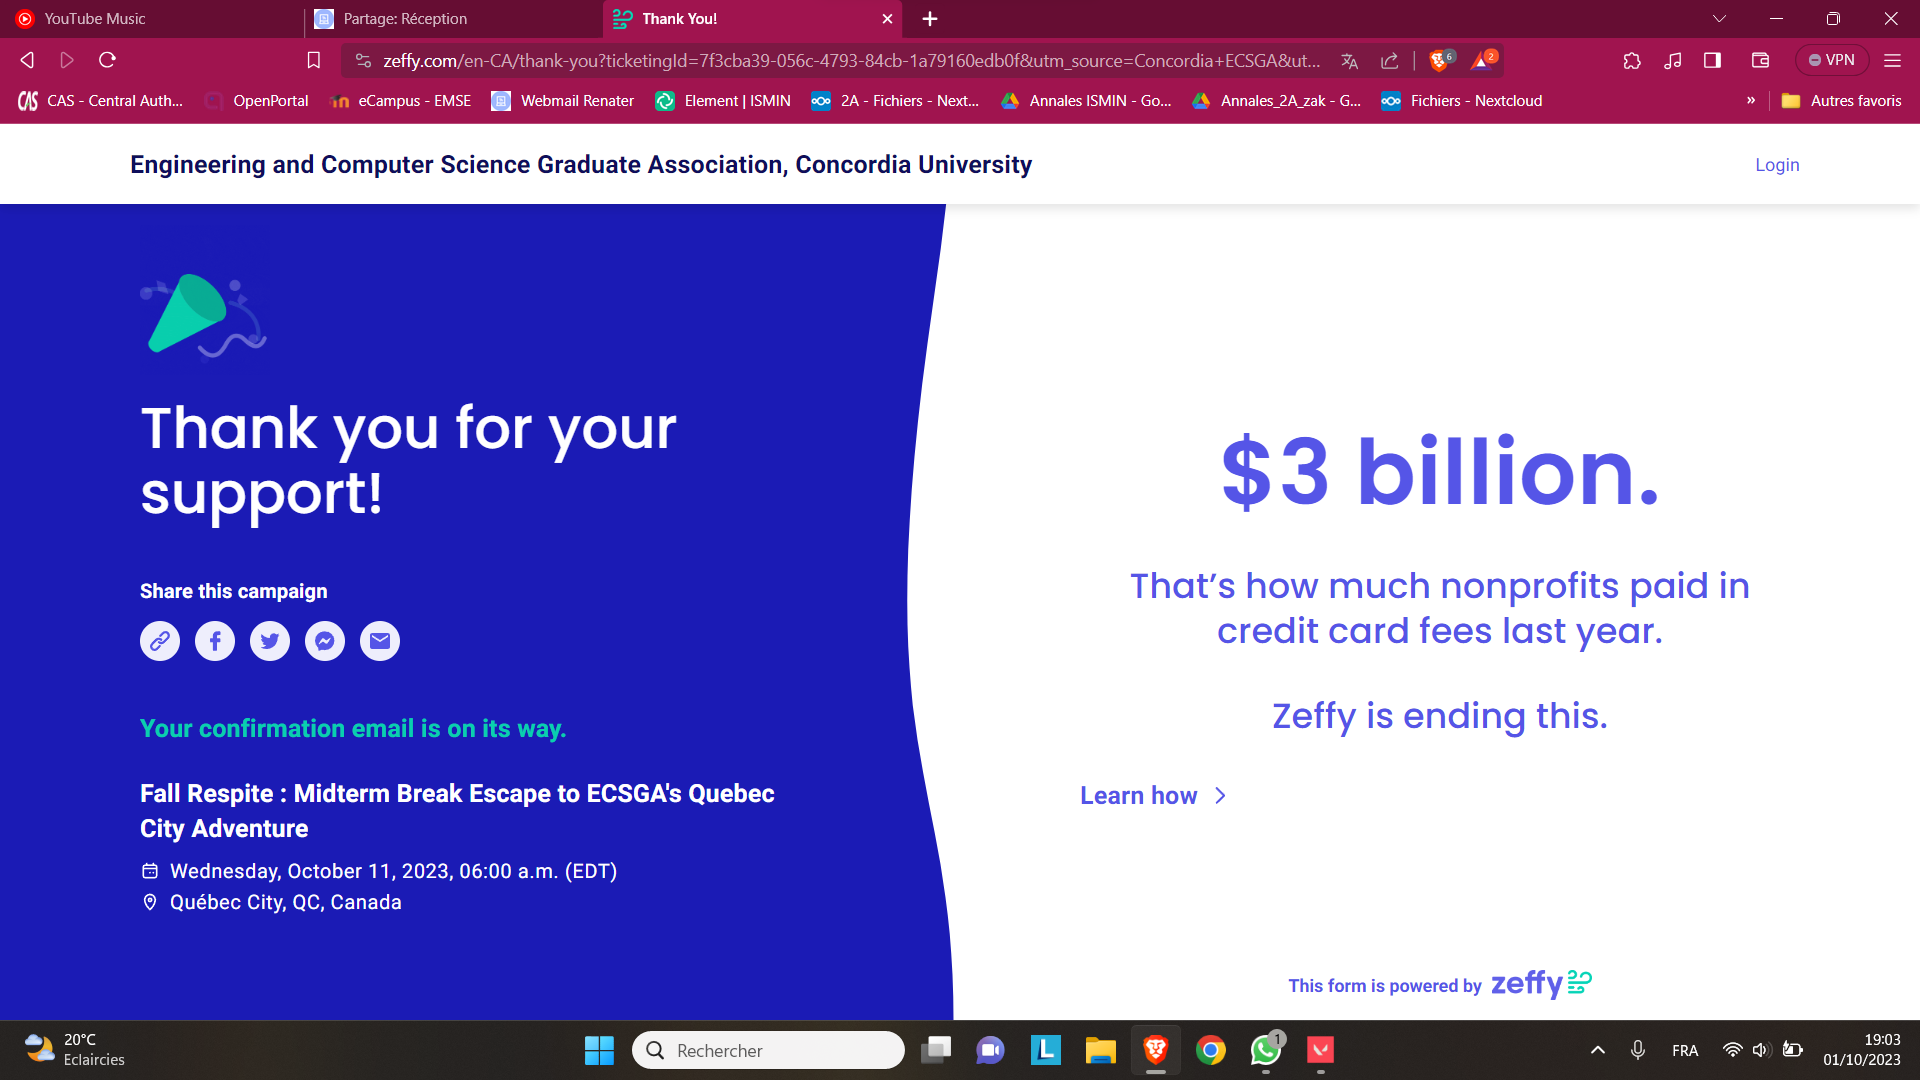 YouTube Music
Partage: Réception
Thank You!
zeffy.com/en-CA/thank-you?ticketingId=7f3cba39-056c-4793-84cb-1a79160edb0f&utm_source=Concordia+ECSGA&ut...
6
2
VPN
CAS CAS - Central Auth...
OpenPortal
eCampus - EMSE
Webmail Renater
Element | ISMIN
2A - Fichiers - Next...
Annales ISMIN - Go...
Annales_2A_zak - G...
Fichiers - Nextcloud
»
Autres favoris
Engineering and Computer Science Graduate Association, Concordia University
Login
Thank you for your
support!
Share this campaign
Your confirmation email is on its way.
Fall Respite : Midterm Break Escape to ECSGA's Quebec
City Adventure
Wednesday, October 11, 2023, 06:00 a.m. (EDT)
Québec City, QC, Canada
$3 billion.
That’s how much nonprofits paid in
credit card fees last year.
Zeffy is ending this.
Learn how
This form is powered by zeffy
20°C
Eclaircies
Rechercher
L
1
FRA
19:03
01/10/2023